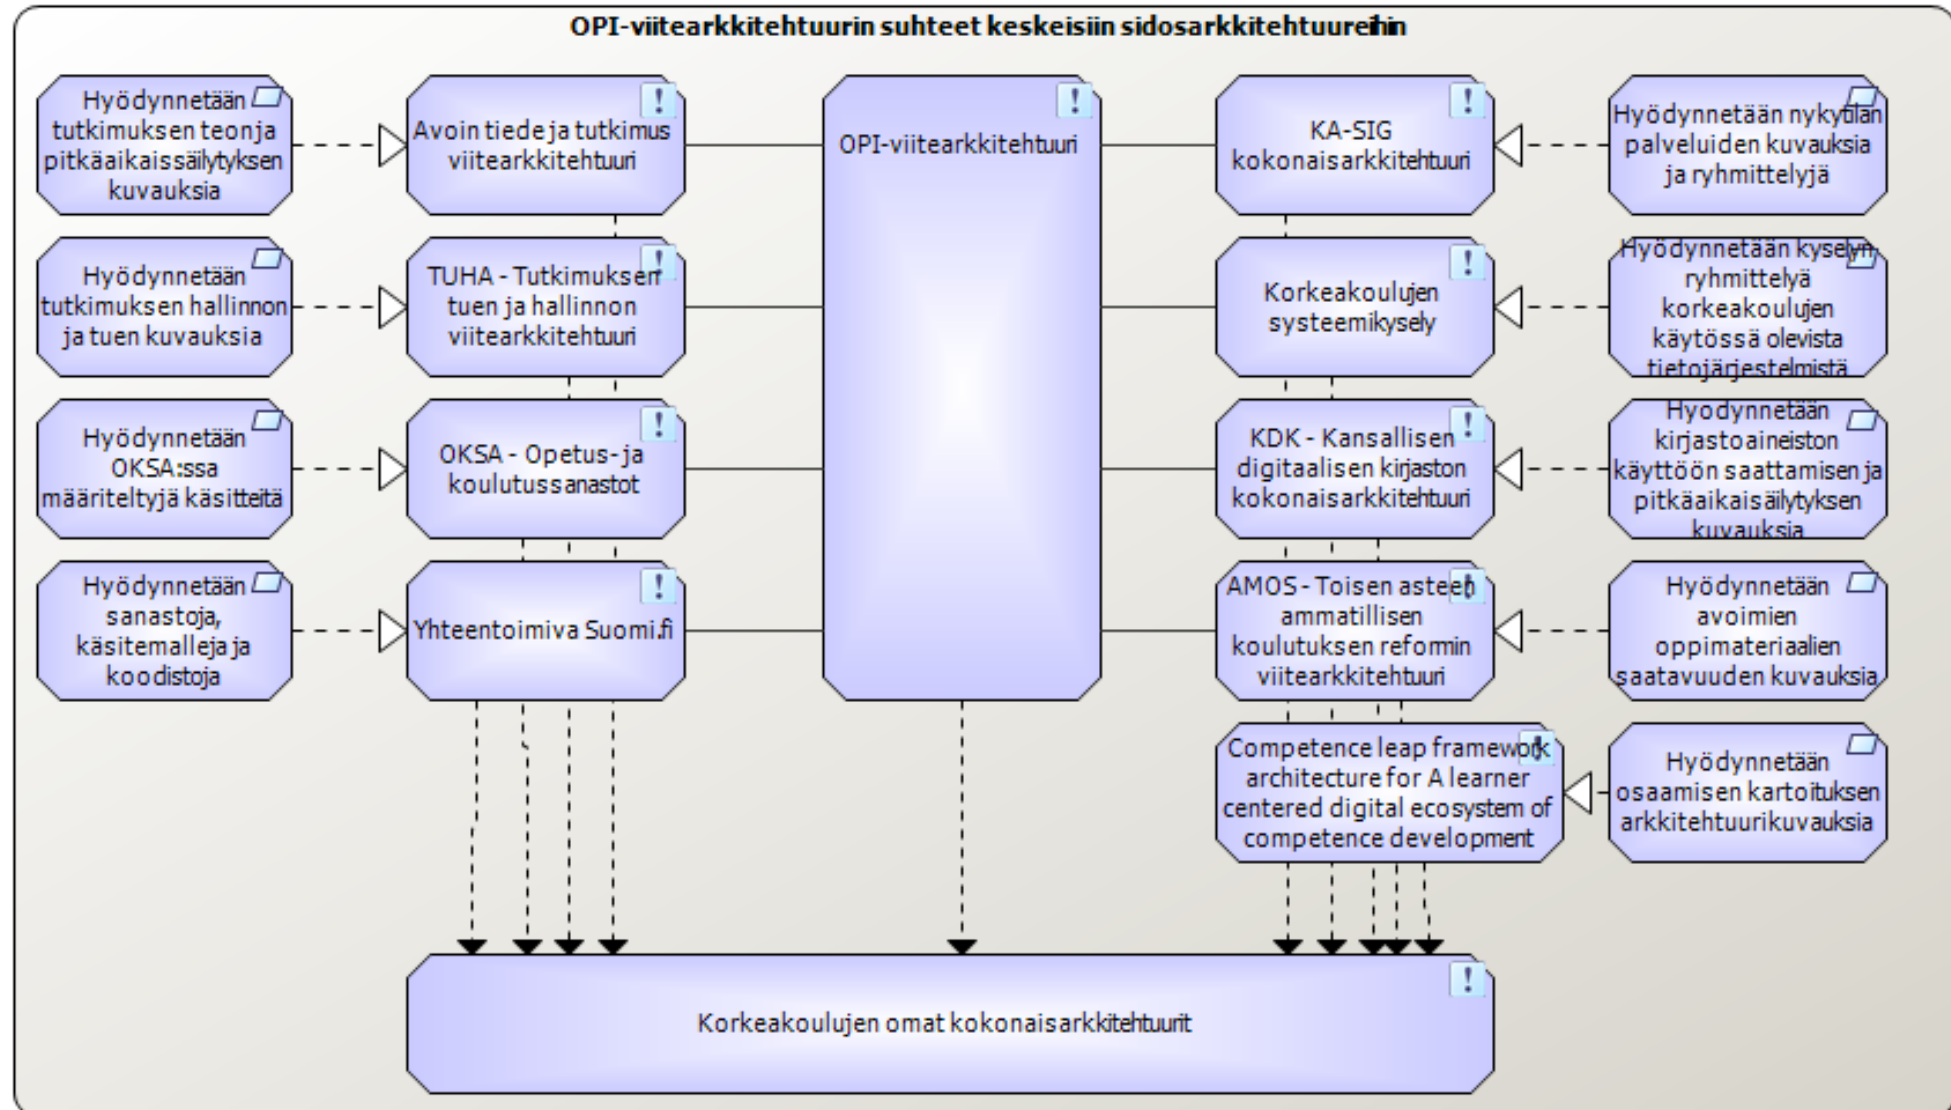 OPI-viitearkkitehtuurin suhteet keskeisiin sidosarkkitehtuureihin
Hyödynnetään
tutkimuksen teon ja
pitkäaikaissäilytyksen
kuvauksia
Avoin tiede ja tutkimus
viitearkkitehtuuri
OPI-viitearkkitehtuuri
KA-SIG
kokonaisarkkitehtuuri
Hyödynnetään nykytilan
palveluiden kuvauksia
ja ryhmittelyjä
Hyödynnetään
tutkimuksen hallinnon
ja tuen kuvauksia
TUHA - Tutkimuksen
tuen ja hallinnon
viitearkkitehtuuri
Korkeakoulujen
systeemikysely
Hyödynnetään kyselyn
ryhmittelyä
korkeakoulujen
käytössä olevista
tietojärjestelmistä
Hyödynnetään
OKSA:ssa
määriteltyjä käsitteitä
OKSA - Opetus- ja
koulutussanastot
KDK - Kansallisen
digitaalisen kirjaston
kokonaisarkkitehtuuri
Hyödynnetään
kirjastoaineiston
käyttöön saattamisen ja
pitkäaikaisäilytyksen
kuvauksia
Hyödynnetään
sanastoja,
käsitemalleja ja
koodistoja
Yhteentoimiva Suomi.fi
AMOS - Toisen asteen
ammatillisen
koulutuksen reformin
viitearkkitehtuuri
Hyödynnetään
avoimien
oppimateriaalien
saatavuuden kuvauksia
Competence leap framework
architecture for A learner
centered digital ecosystem of
competence development
Hyödynnetään
osaamisen kartoituksen
arkkitehtuurikuvauksia
Korkeakoulujen omat kokonaisarkkitehtuurit